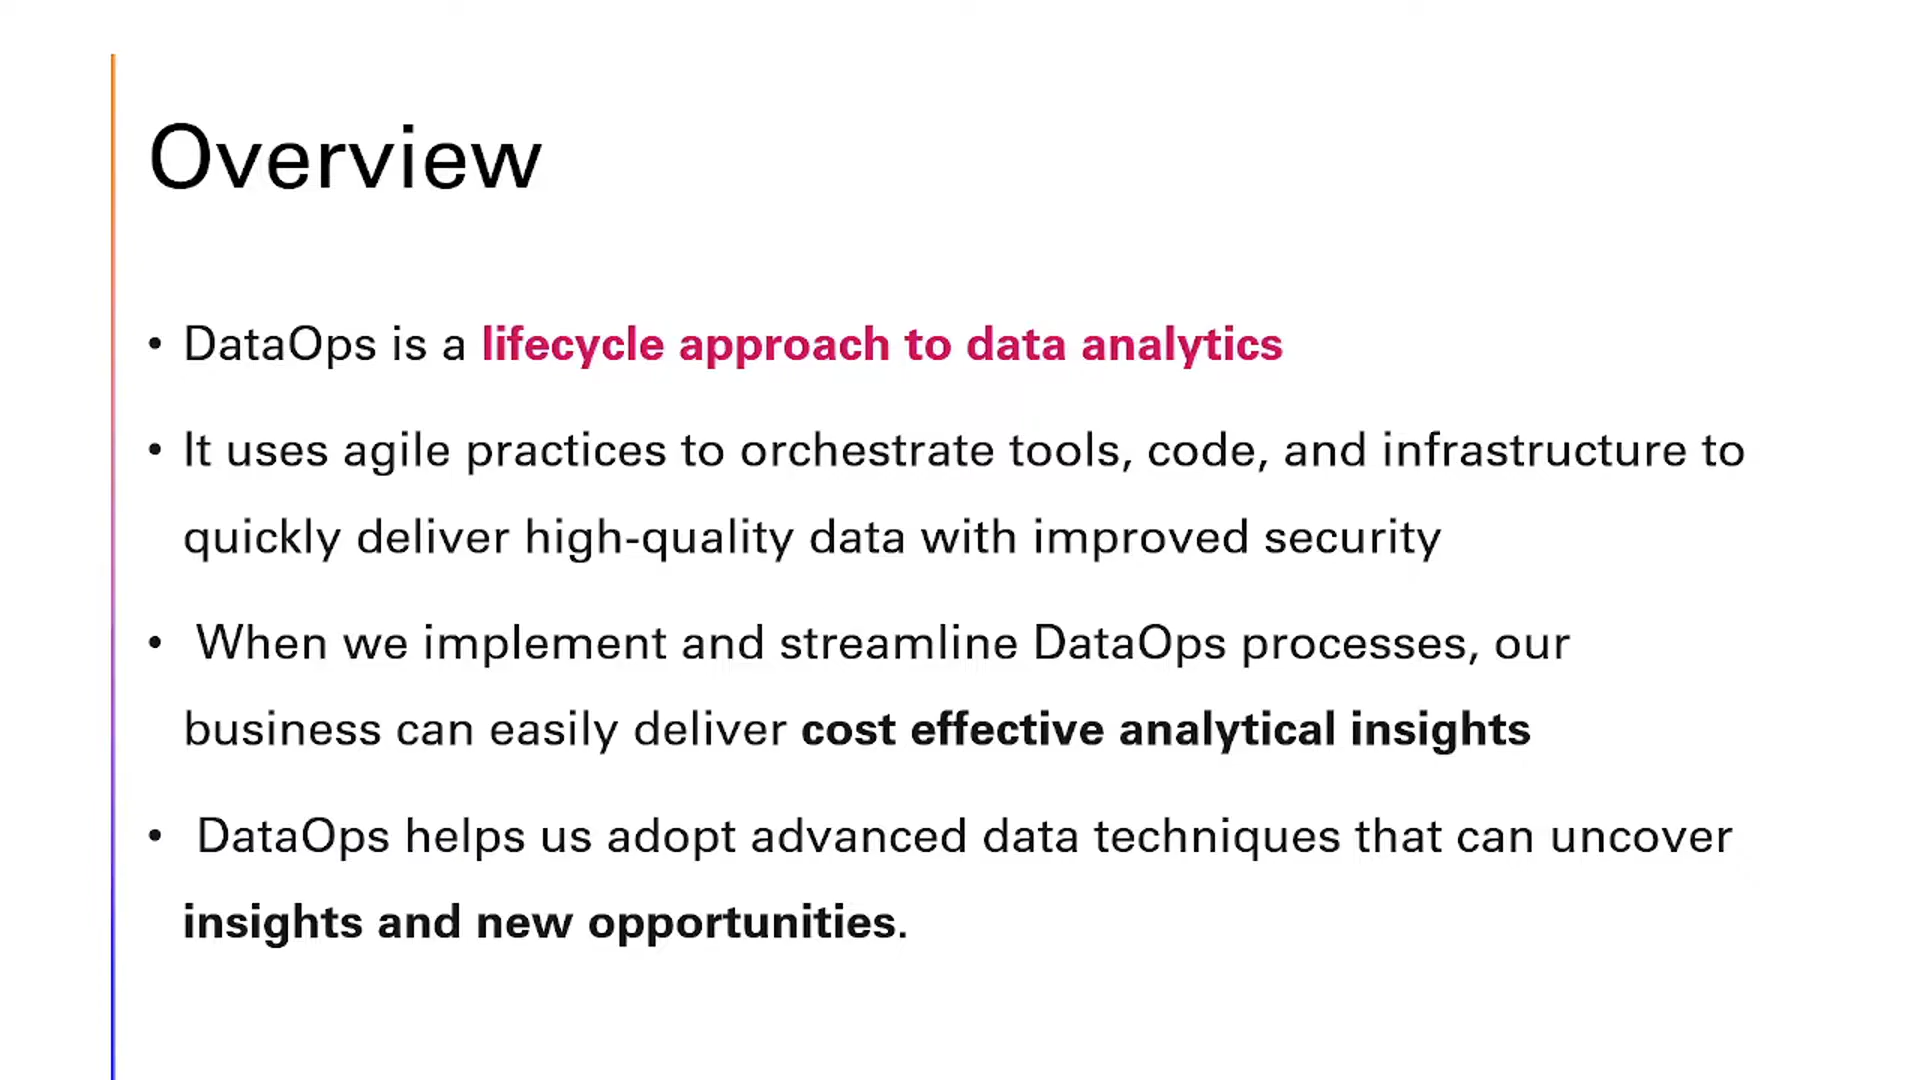 Overview
• DataOps is a lifecycle approach to data analytics
• It uses agile practices to orchestrate tools, code, and infrastructure to
quickly deliver high-quality data with improved security
• When we implement and streamline DataOps processes, our
business can easily deliver cost effective analytical insights
• DataOps helps us adopt advanced data techniques that can uncover
insights and new opportunities.